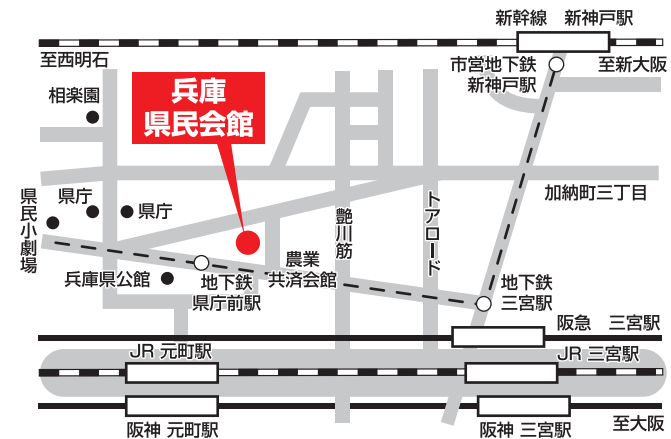 新幹線 新神戸駅
至西明石
市営地下鉄
新神戸駅
至新大阪
相楽園
兵庫
県民会館
加納町三丁目
県庁
県庁
県民小劇場
艶川筋
トアロード
兵庫県公館
地下鉄
県庁前駅
農業
共済会館
地下鉄
三宮駅
阪急 三宮駅
JR 元町駅
JR 三宮駅
阪神 元町駅
阪神 三宮駅
至大阪